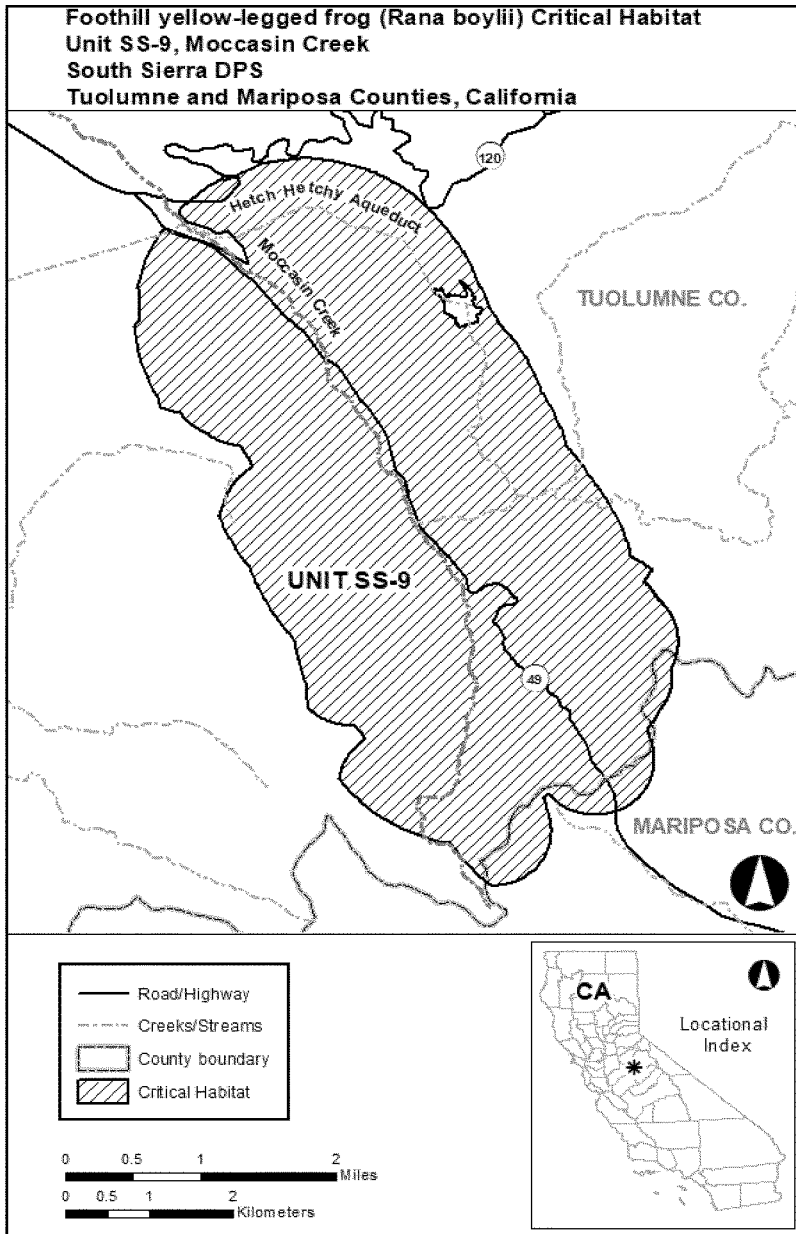 Foothill yellow-legged frog (Rana boylii) Critical Habitat
Unit SS-9, Moccasin Creek
South Sierra DPS
Tuolumne and Mariposa Counties, California
120
Hetch Hetchy Aqueduct
Moccasin Creek
TUOLUMNE CO.
UNIT SS-9
49
MARIPOSA CO.
Road/Highway
Creeks/Streams
County boundary
Critical Habitat
0 0.5 1 2
Miles
0 0.5 1 2
Kilometers
CA
Locational
Index